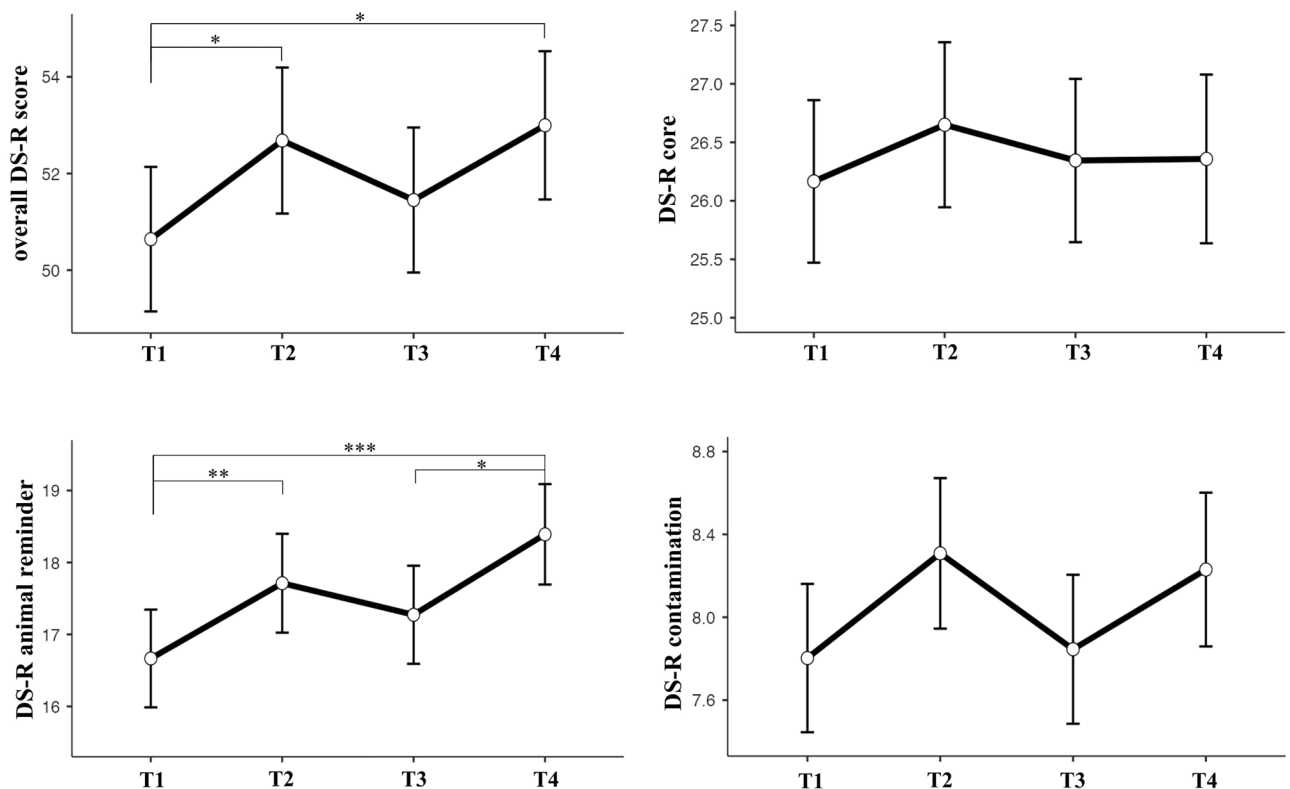 overall DS-R score
54
52
50
*
*
T1 T2 T3 T4
DS-R core
27.5
27.0
26.5
26.0
25.5
25.0
T1 T2 T3 T4
DS-R animal reminder
19
18
17
16
***
**
*
T1 T2 T3 T4
DS-R contamination
8.8
8.4
8.0
7.6
T1 T2 T3 T4